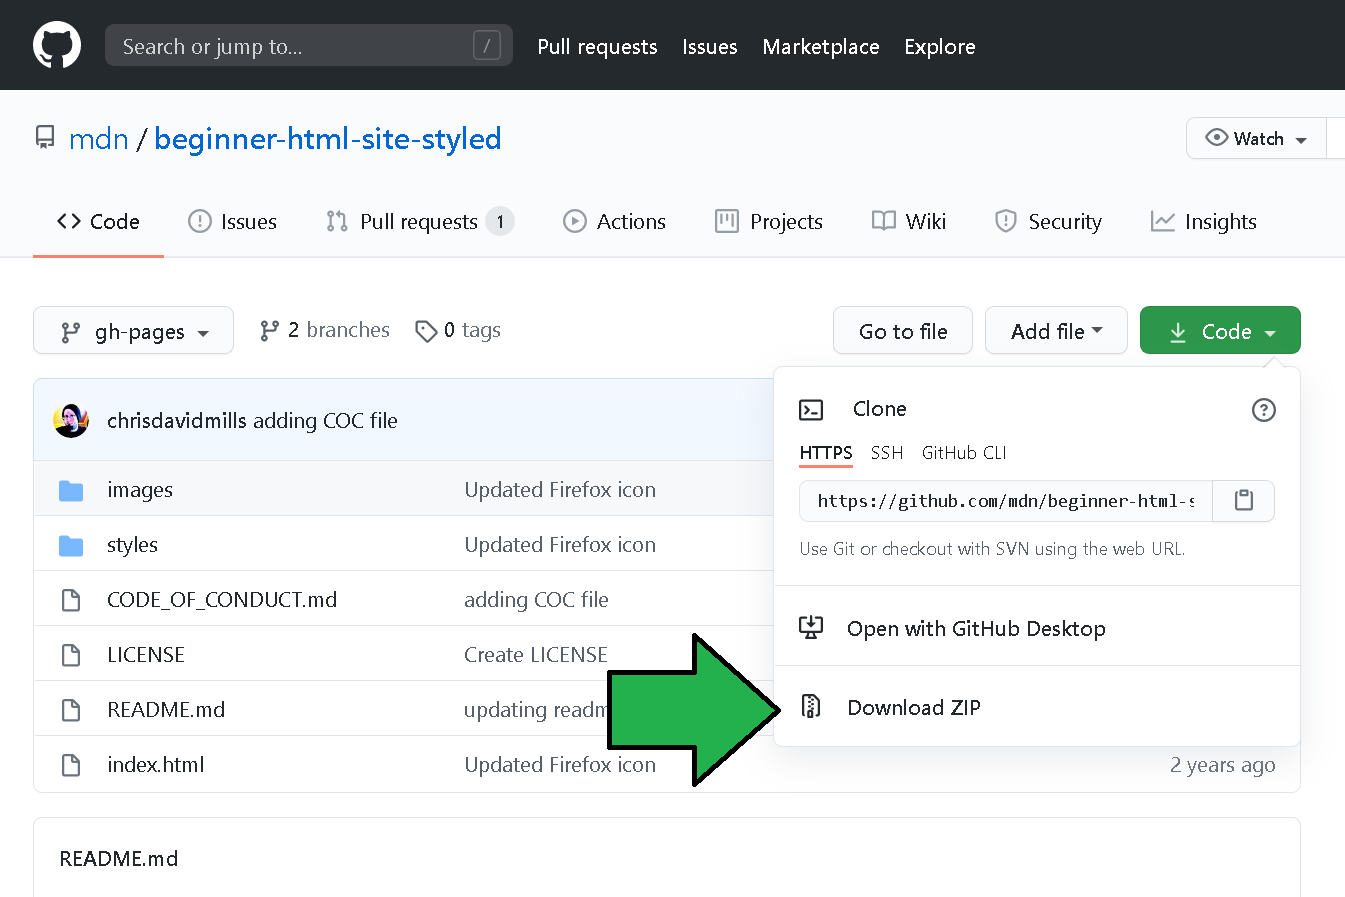 Search or jump to... /
Pull requests Issues Marketplace Explore
mdn / beginner-html-site-styled
Watch
Code Issues Pull requests 1 Actions Projects Wiki Security Insights
gh-pages 2 branches 0 tags Go to file Add file Code
chrisdavidmills adding COC file
images Updated Firefox icon
styles Updated Firefox icon
CODE_OF_CONDUCT.md adding COC file
LICENSE Create LICENSE
README.md updating readm
index.html Updated Firefox icon 2 years ago
Clone
HTTPS SSH GitHub CLI
https://github.com/mdn/beginner-html-s
Use Git or checkout with SVN using the web URL.
Open with GitHub Desktop
Download ZIP
README.md